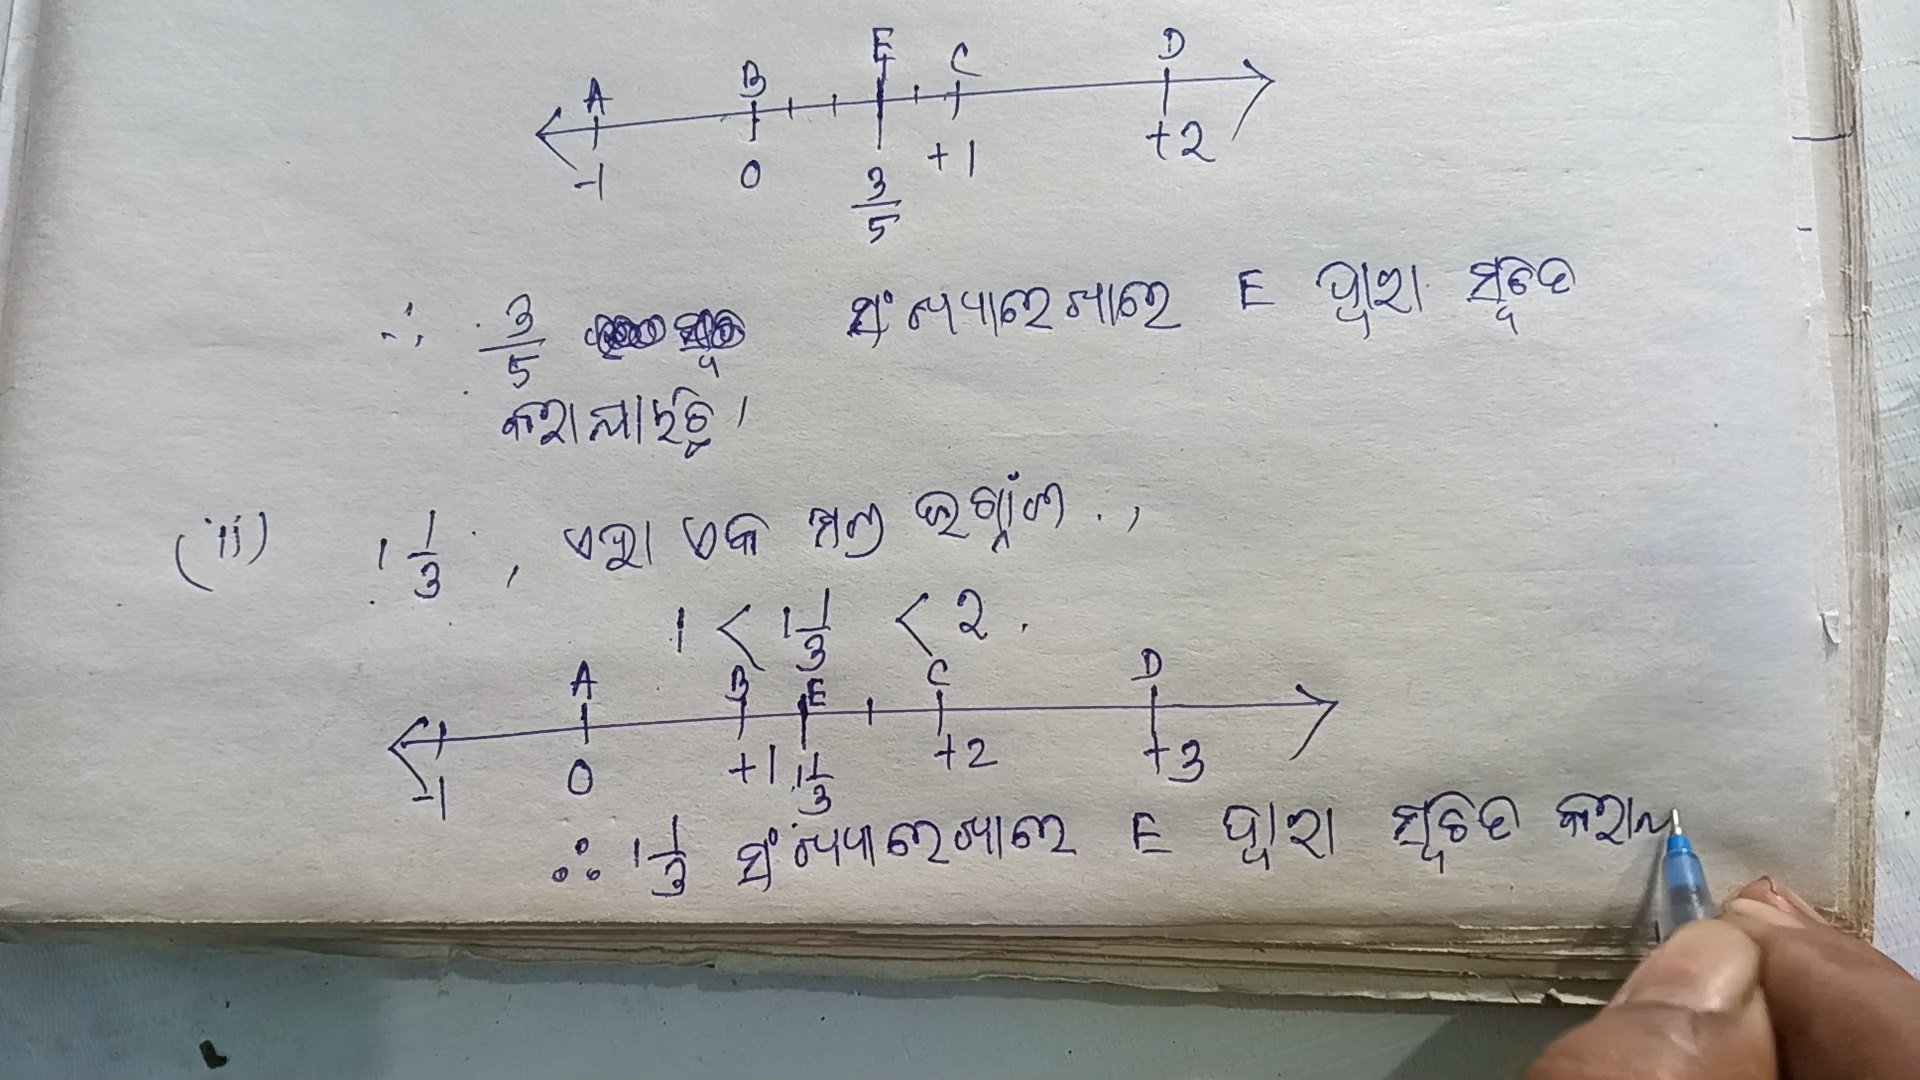 A B E C D
-1 0 3/5 +1 +2
∴ 3/5 ସଂଖ୍ୟାରେଖାରେ E ଦ୍ୱାରା ସୂଚିତ
କରାଯାଇଛି।
(ii) 1 1/3 , ଏହା ଏକ ଭଗ୍ନାଂଶ . ,
1 < 1 1/3 < 2 .
A B E C D
-1 0 +1 1 1/3 +2 +3
∴ 1 1/3 ସଂଖ୍ୟାରେଖାରେ E ଦ୍ୱାରା ସୂଚିତ କରାଯ